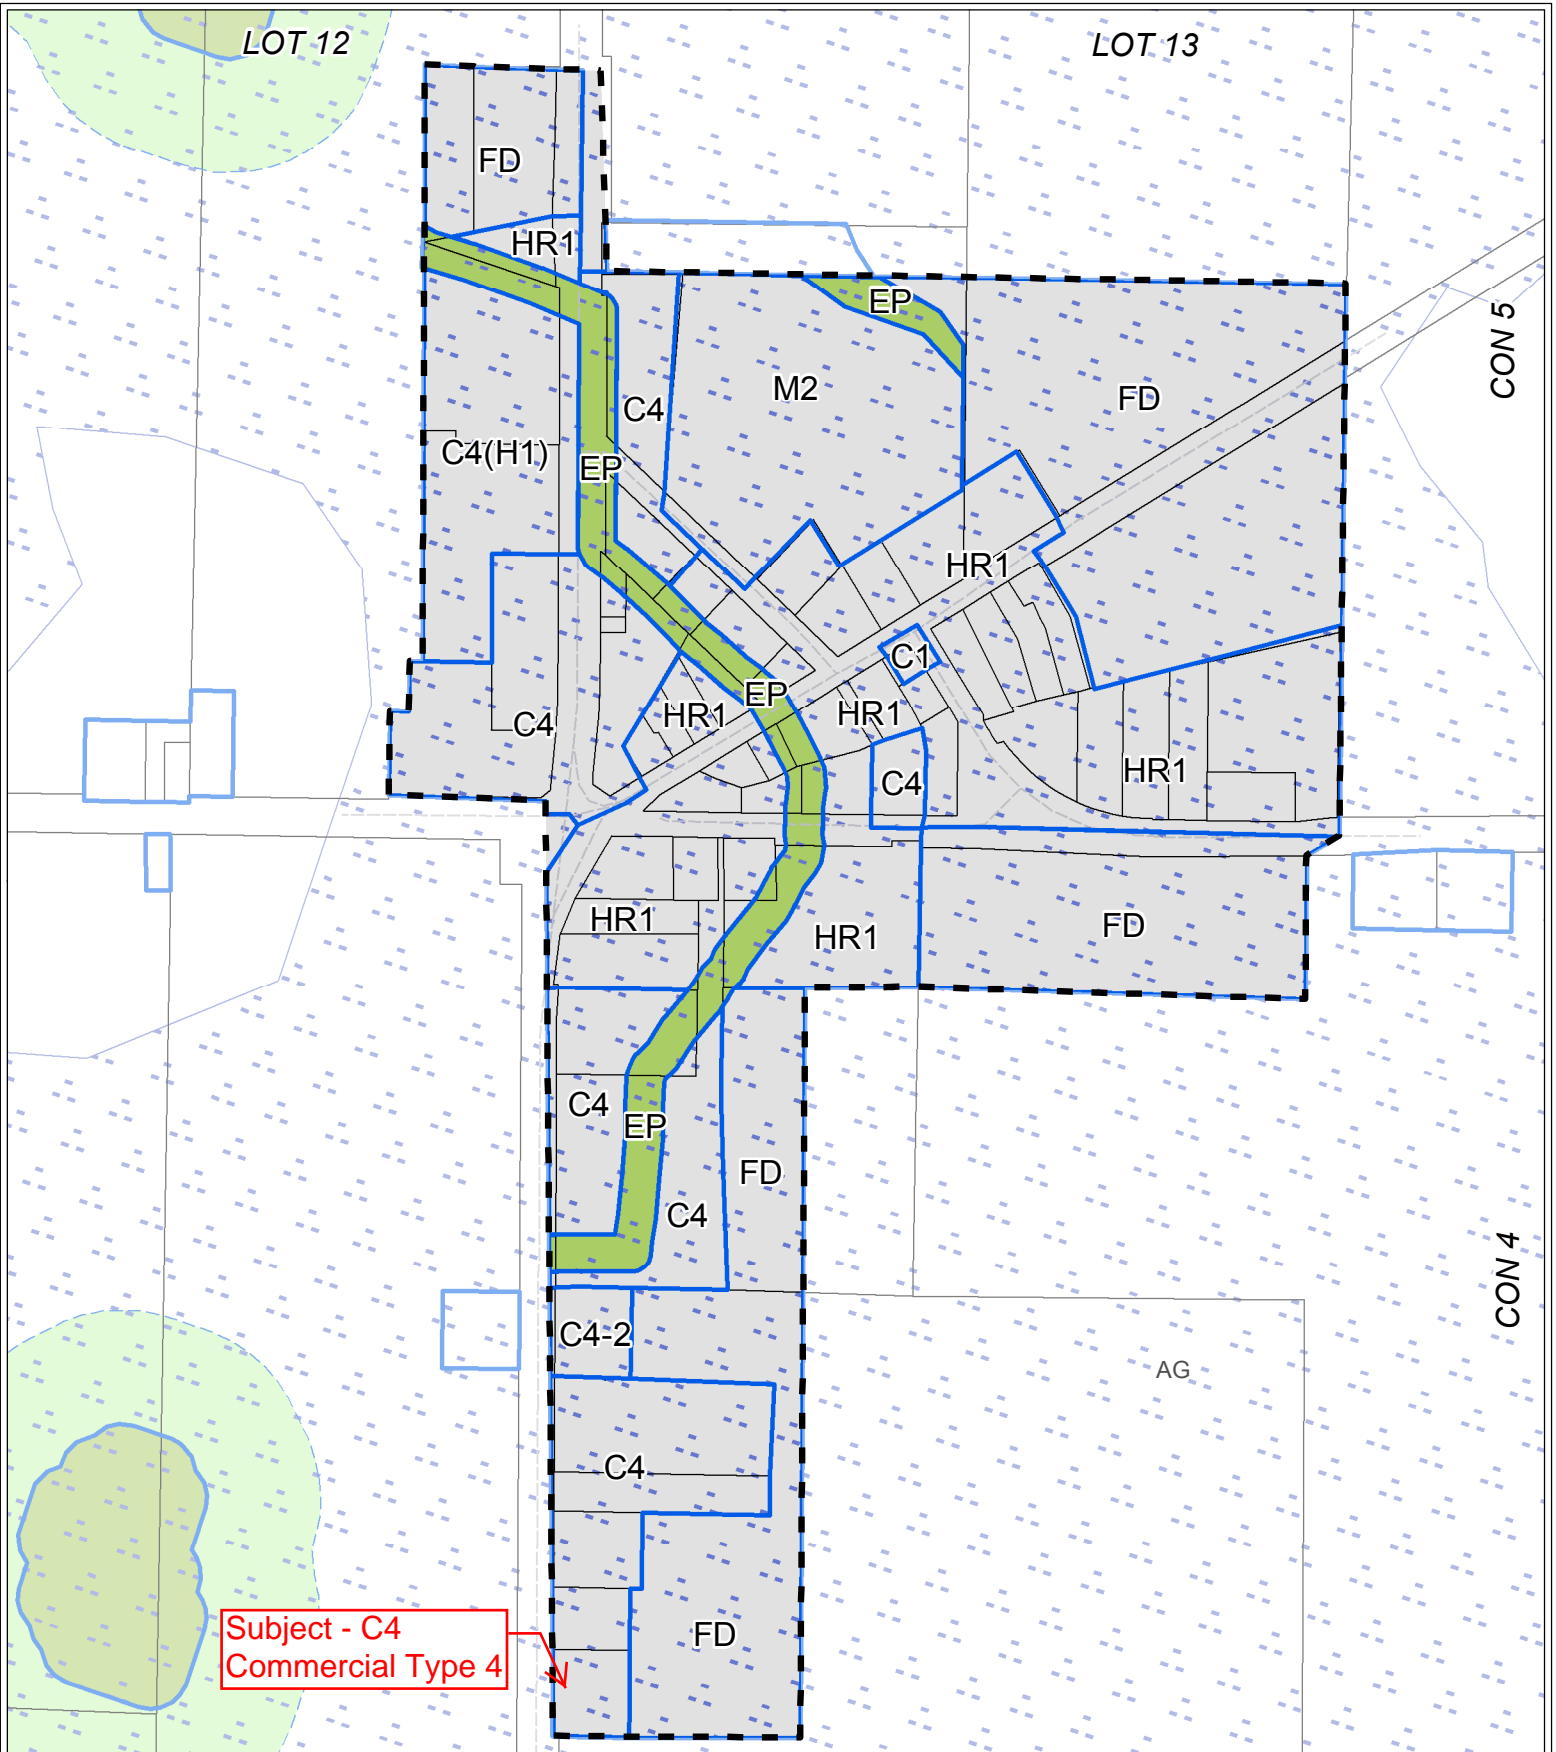 LOT 12
LOT 13
FD
HR1
EP
CON 5
M2
FD
C4
C4(H1)
EP
HR1
C1
EP
HR1
HR1
C4
HR1
C4
HR1
HR1
FD
C4
EP
FD
C4
CON 4
C4-2
AG
C4
Subject - C4
Commercial Type 4
FD